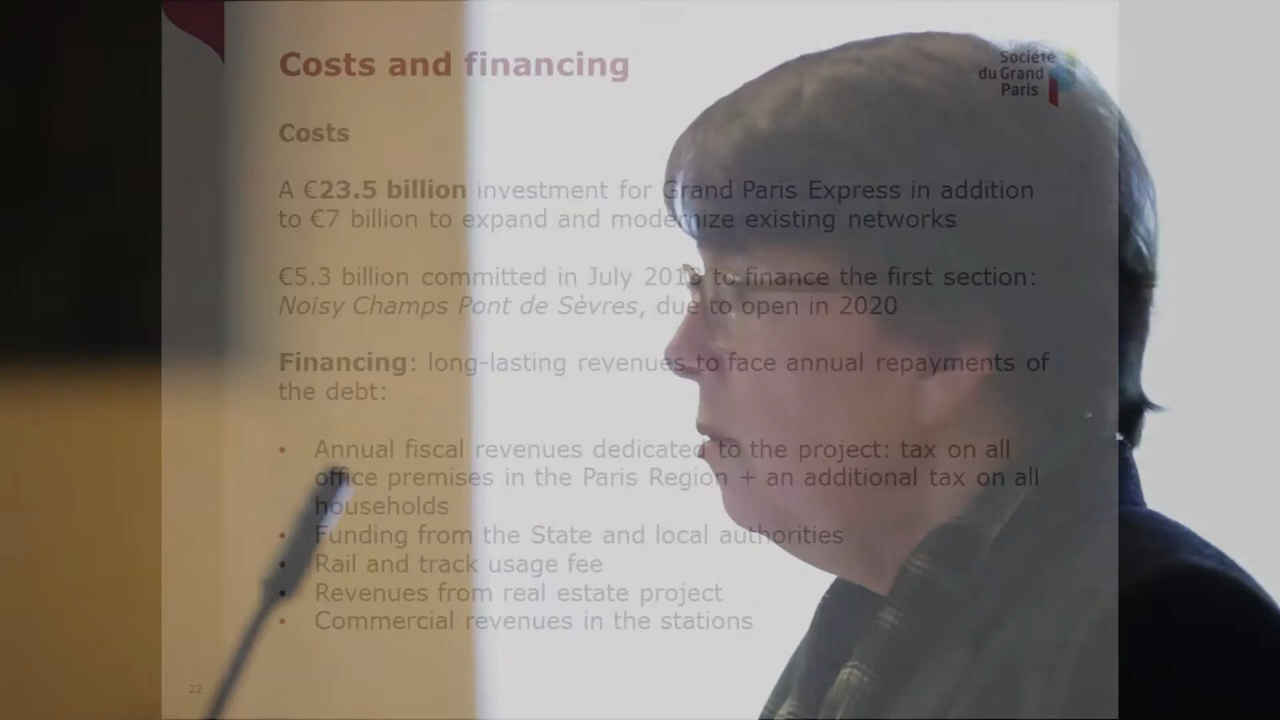 Costs and financing
Société
du Grand
Paris
Costs
A €23.5 billion investment for Grand Paris Express in addition
to €7 billion to expand and modernize existing networks
€5.3 billion committed in July 2013 to finance the first section:
Noisy Champs Pont de Sèvres, due to open in 2020
Financing: long-lasting revenues to face annual repayments of
the debt:
• Annual fiscal revenues dedicated to the project: tax on all
office premises in the Paris Region + an additional tax on all
households
• Funding from the State and local authorities
• Rail and track usage fee
• Revenues from real estate project
• Commercial revenues in the stations
22